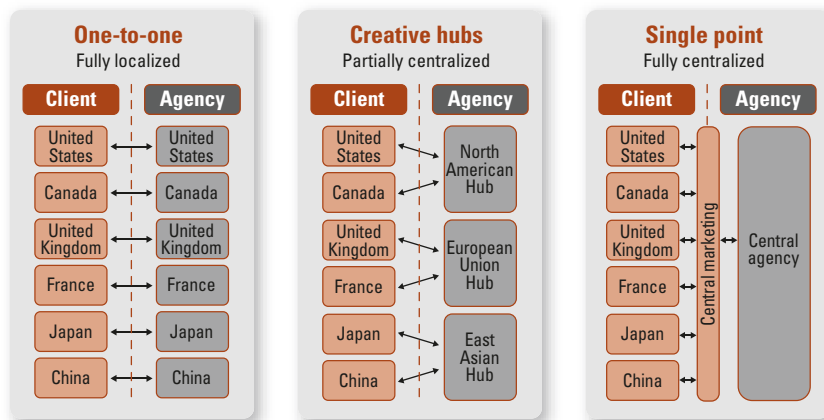 One-to-one
Fully localized
Client
Agency
United
States
United
States
Canada
Canada
United
Kingdom
United
Kingdom
France
France
Japan
Japan
China
China
Creative hubs
Partially centralized
Client
Agency
United
States
Canada
North
American
Hub
United
Kingdom
France
European
Union
Hub
Japan
China
East
Asian
Hub
Single point
Fully centralized
Client
Agency
United
States
Canada
United
Kingdom
France
Japan
China
Central marketing
Central
agency